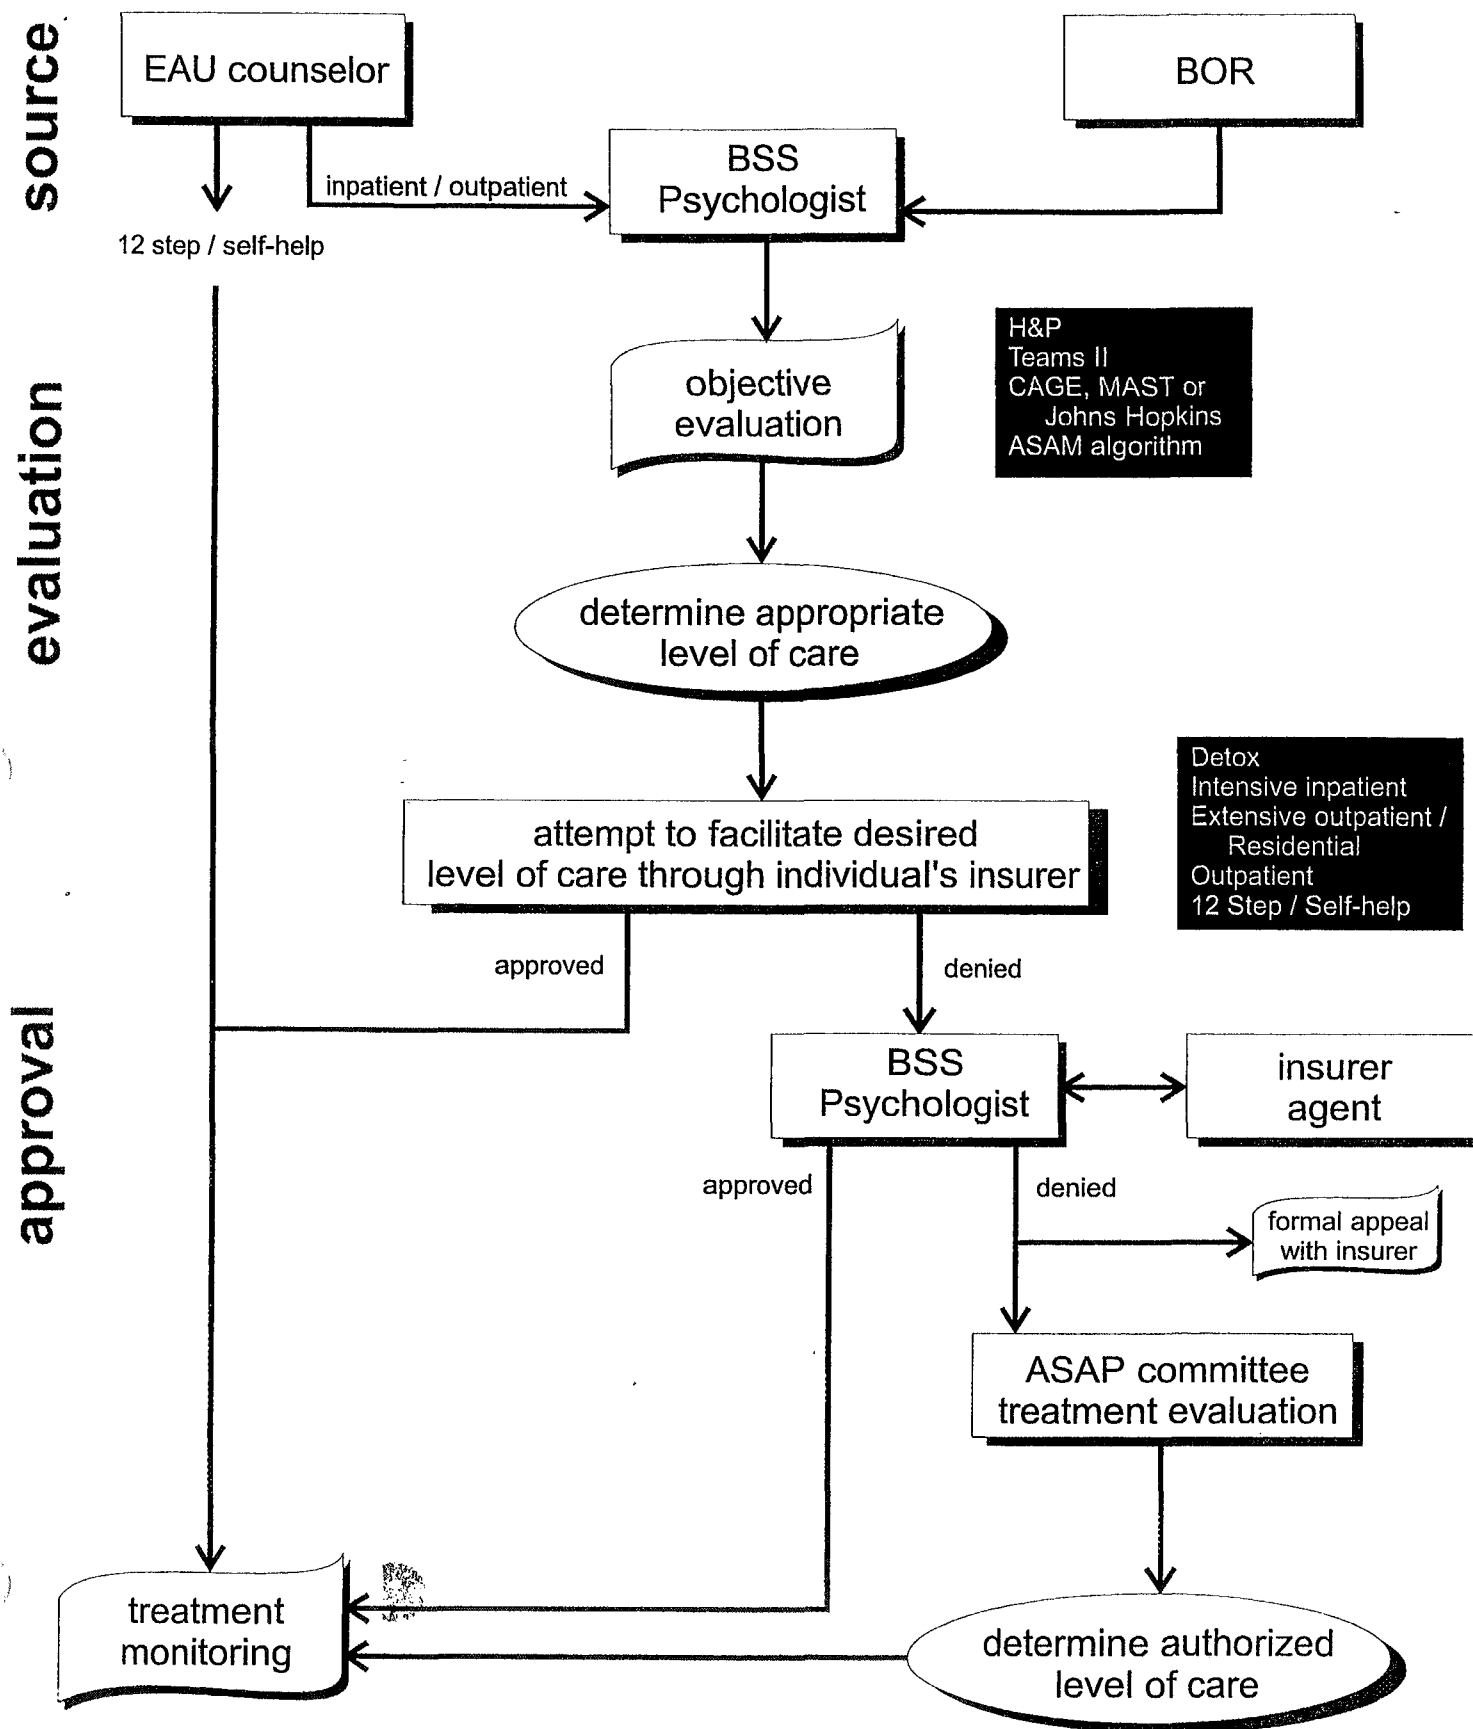 source
EAU counselor
BOR
BSS
Psychologist
inpatient / outpatient
12 step / self-help
evaluation
objective
evaluation
H&P
Teams II
CAGE, MAST or
Johns Hopkins
ASAM algorithm
determine appropriate
level of care
Detox
Intensive inpatient
Extensive outpatient /
Residential
Outpatient
12 Step / Self-help
attempt to facilitate desired
level of care through individual's insurer
approved
denied
approval
BSS
Psychologist
insurer
agent
approved
denied
formal appeal
with insurer
ASAP committee
treatment evaluation
treatment
monitoring
determine authorized
level of care